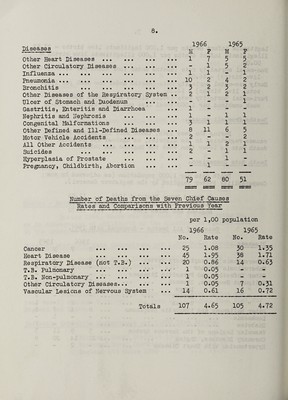 8.
1966 1965
Diseases M F M F
Other Heart Diseases ... ... ... ... 1 7 5 5
Other Circulatory Diseases ... ... ... - 1 5 2
Influenza ... ... ... ... ... ... 1 1 - 1
Pneumonia ... ... ... ... ... ... 10 2 4 2
Bronchitis ... ... ... ... ... 3 2 3 2
Other Diseases of the Respiratory System .. 2 1 2 1
Ulcer of Stomach and Duodenum - - - 1
Gastritis, Enteritis and Diarrhoea ... 1 - - -
Nephritis and Nephrosis ... ... ... 1 - 1 1
Congenital Malformations ... ... ... - 3 1 1 1
Other Defined and Ill-Defined Diseases ... 8 11 6 5
Motor Vehicle Accidents ... ... ... 2 - - 2
All Other Accidents ... ... ... ... 1 1 2 1
Suicides ... ... ... ... ... 2 - 1 1
Hyperplasia of Prostate ... ... ... - - 1 -
Pregnancy, Childbirth, Abortion ... ... - 1 - -
79 62 80 51
Number of Deaths from the Seven Chief Causes
Rates and Comparisons with Previous Year
per 1,00 population
1966 1965
No. Rate No. Rate
Cancer ... ... ... ... 25 1.08 30 1.35
Heart Disease ... ... ... ... 45 1.95 38 1.71
Respiratory Disease (not T.B.) ... ... 20 0.86 14 0.63
T.B. Pulmonary ... ... ... ... 1 0.05 - -
T.B. Non-pulmonary ... ... ... ... 1 0.05 - -
Other Circulatory Diseases... ... ... 1 0.05 7 0.31
Vascular Lesions of Nervous System ... 14 0.61 16 0.72
Totals 107 4.65 105 4.72